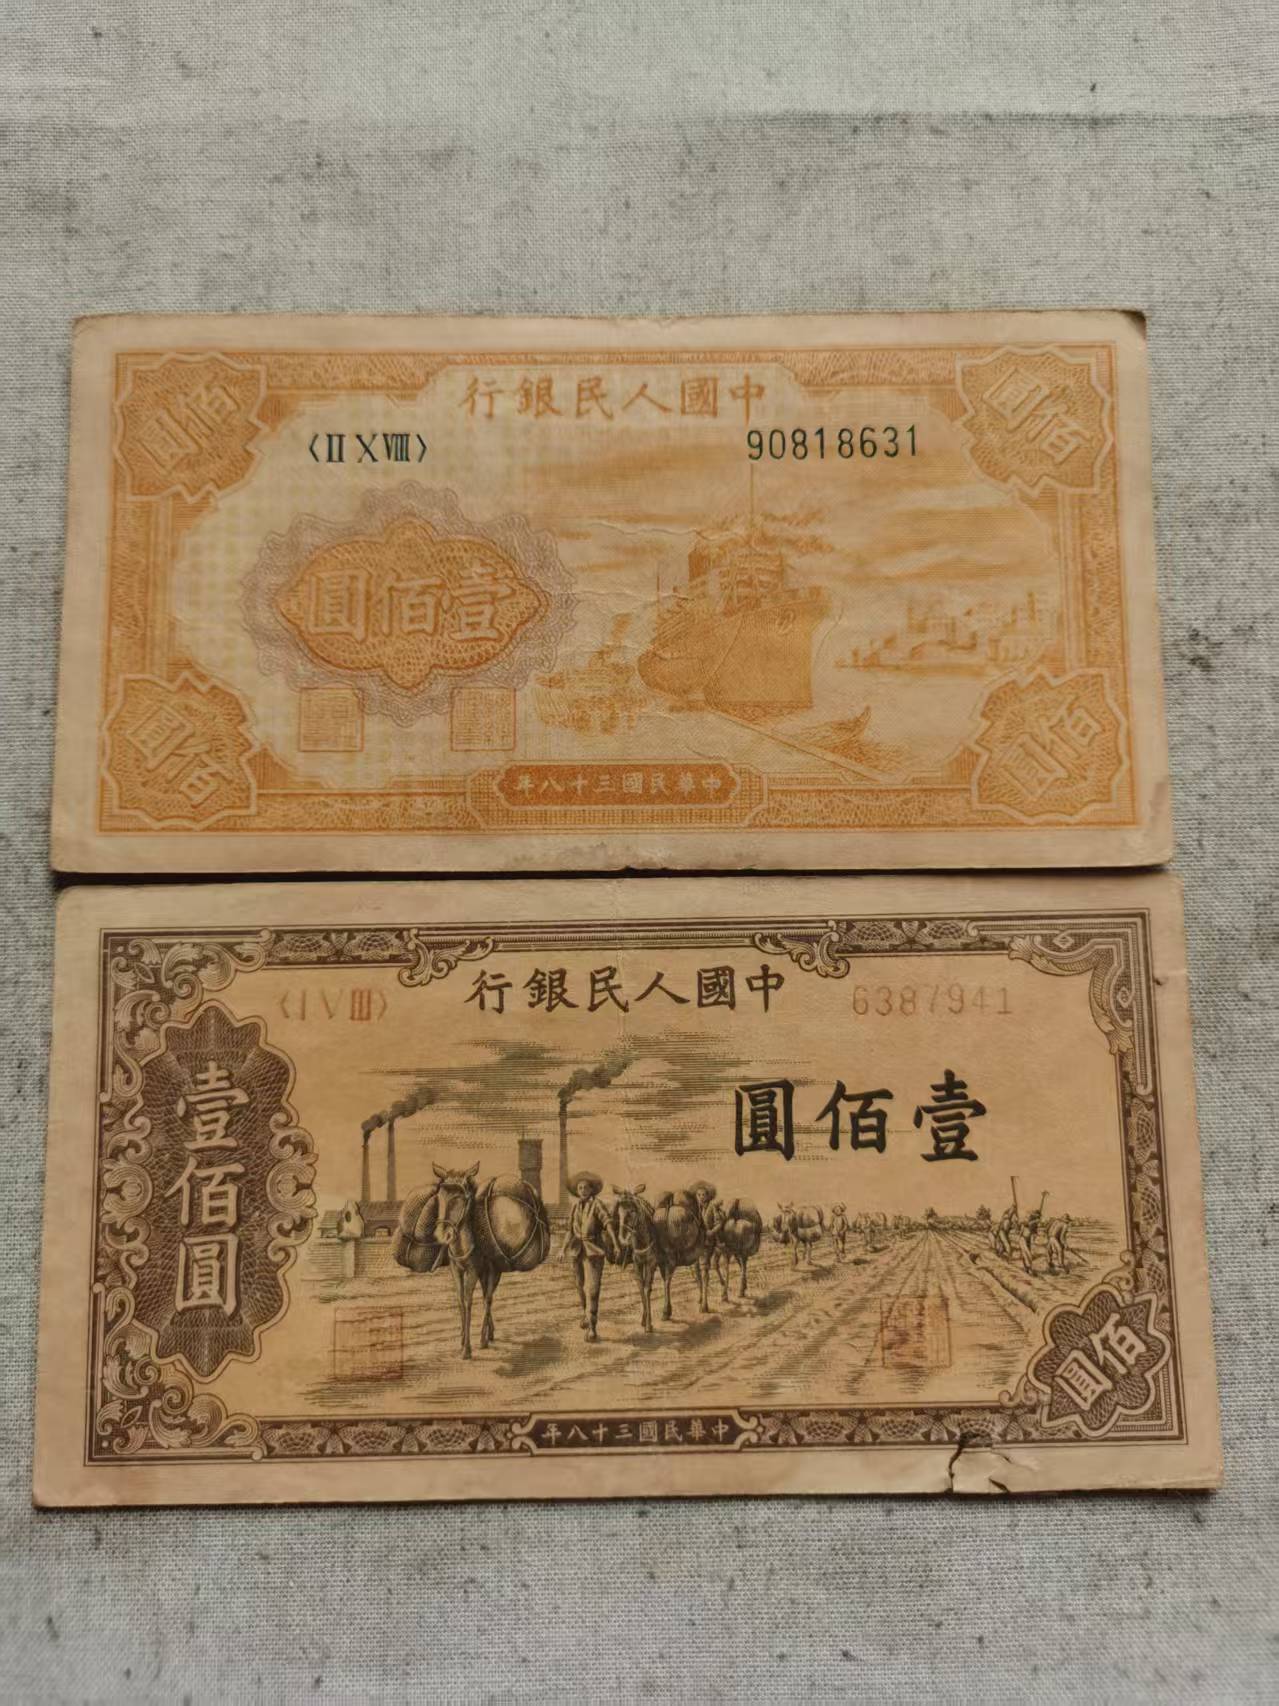 中國人民銀行
〈II X VIII〉
90818631
佰圓
佰圓
壹佰圓
佰圓
佰圓
中華民國三十八年
中國人民銀行
〈I V III〉
6387941
壹佰圓
壹佰圓
佰圓
中華民國三十八年